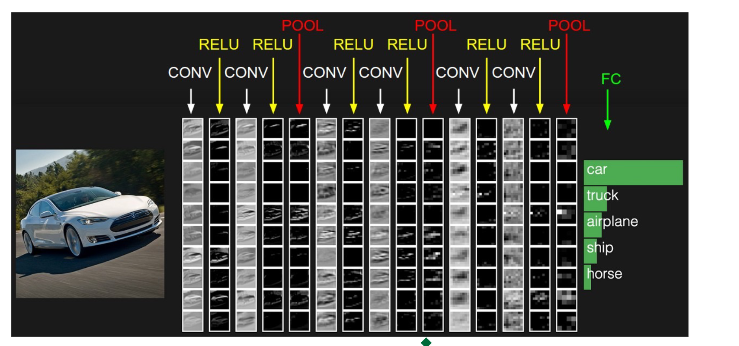 POOL POOL POOL
RELU RELU RELU RELU RELU RELU
CONV CONV CONV CONV CONV CONV
FC
car
truck
airplane
ship
horse